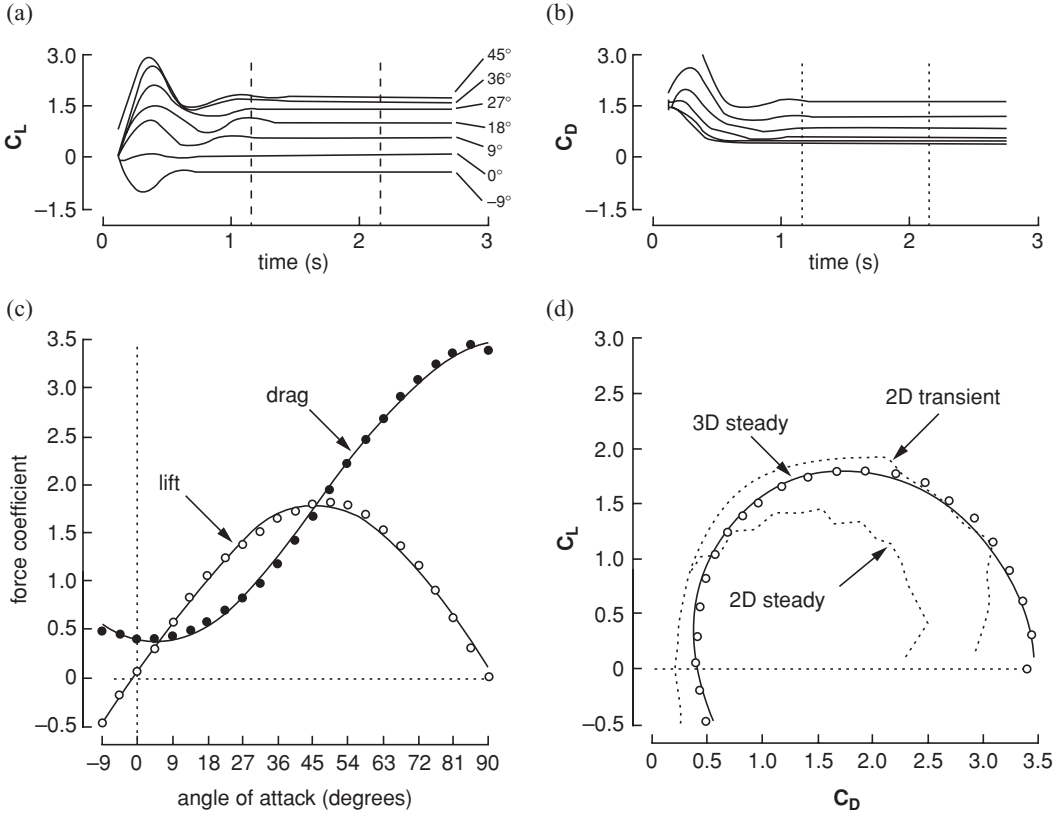 (a)
3.0
1.5
0
–1.5
C_L
45°
36°
27°
18°
9°
0°
–9°
0 1 2 3
time (s)
(b)
3.0
1.5
0
–1.5
C_D
0 1 2 3
time (s)
(c)
3.5
3.0
2.5
2.0
1.5
1.0
0.5
0
–0.5
force coefficient
drag
lift
–9 0 9 18 27 36 45 54 63 72 81 90
angle of attack (degrees)
(d)
3.0
2.5
2.0
1.5
1.0
0.5
0
–0.5
C_L
2D transient
3D steady
2D steady
0 0.5 1.0 1.5 2.0 2.5 3.0 3.5
C_D